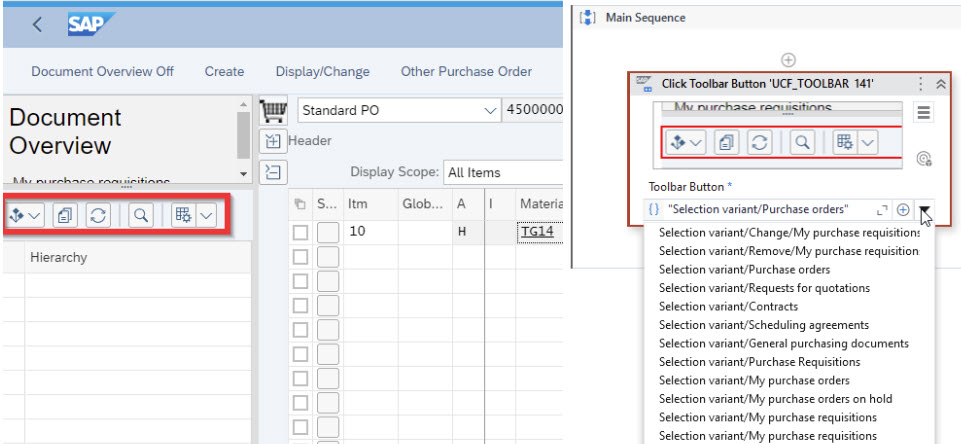 SAP
Document Overview Off Create Display/Change Other Purchase Order
Document
Overview
My purchase requisitions
Standard PO 45000000
Header
Display Scope: All Items
S... Itm Glob... A I Materia
10 H TG14
Hierarchy
Main Sequence
Click Toolbar Button 'UCF_TOOLBAR 141'
My purchase requisitions
Toolbar Button *
"Selection variant/Purchase orders"
Selection variant/Change/My purchase requisitions
Selection variant/Remove/My purchase requisition
Selection variant/Purchase orders
Selection variant/Requests for quotations
Selection variant/Contracts
Selection variant/Scheduling agreements
Selection variant/General purchasing documents
Selection variant/Purchase Requisitions
Selection variant/My purchase orders
Selection variant/My purchase orders on hold
Selection variant/My purchase requisitions
Selection variant/My purchase requisitions